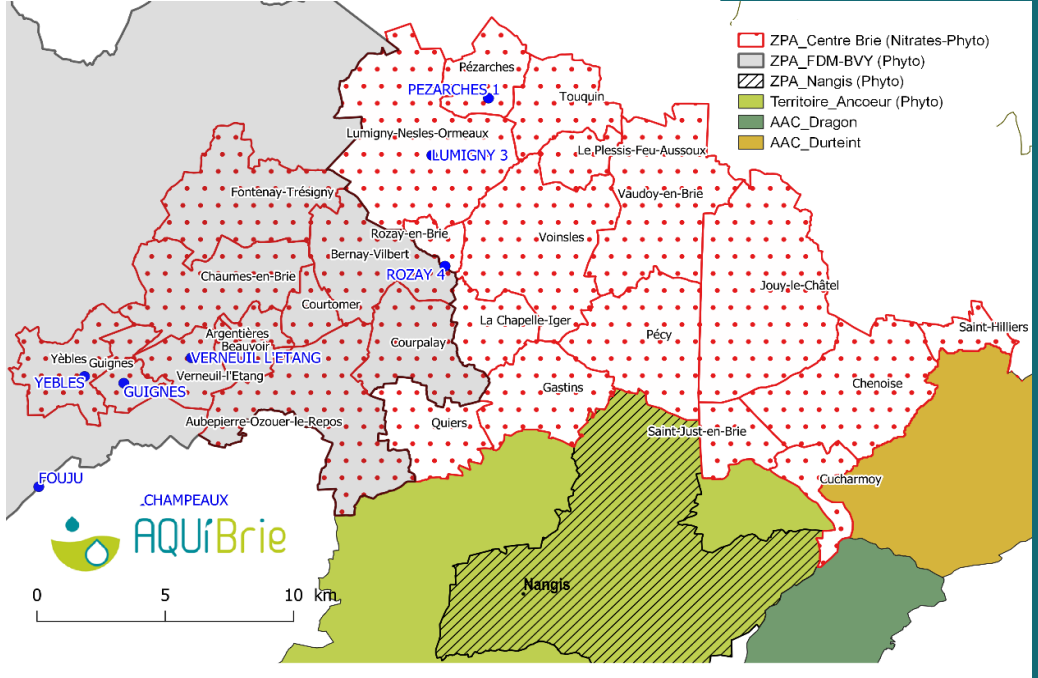 ZPA_Centre Brie (Nitrates-Phyto)
ZPA_FDM-BVY (Phyto)
ZPA_Nangis (Phyto)
Territoire_Ancoeur (Phyto)
AAC_Dragon
AAC_Durteint
Pézarches
PEZARCHES 1
Touquin
Lumigny-Nesles-Ormeaux
LUMIGNY 3
Le Plessis-Feu-Aussoux
Fontenay-Trésigny
Vaudoy-en-Brie
Rozay-en-Brie
Voinsles
Bernay-Vilbert
ROZAY 4
Chaumes-en-Brie
Jouy-le-Châtel
Courtomer
La Chapelle-Iger
Saint-Hilliers
Argentières
Pécy
Beauvoir
Courpalay
Yèbles
Guignes
VERNEUIL L'ETANG
Verneuil-l'Etang
YEBLES
GUIGNES
Gastins
Chenoise
Aubepierre-Ozouer-le-Repos
Quiers
Saint-Just-en-Brie
FOUJU
Cucharmoy
CHAMPEAUX
AQUiBrie
Nangis
0
5
10 km